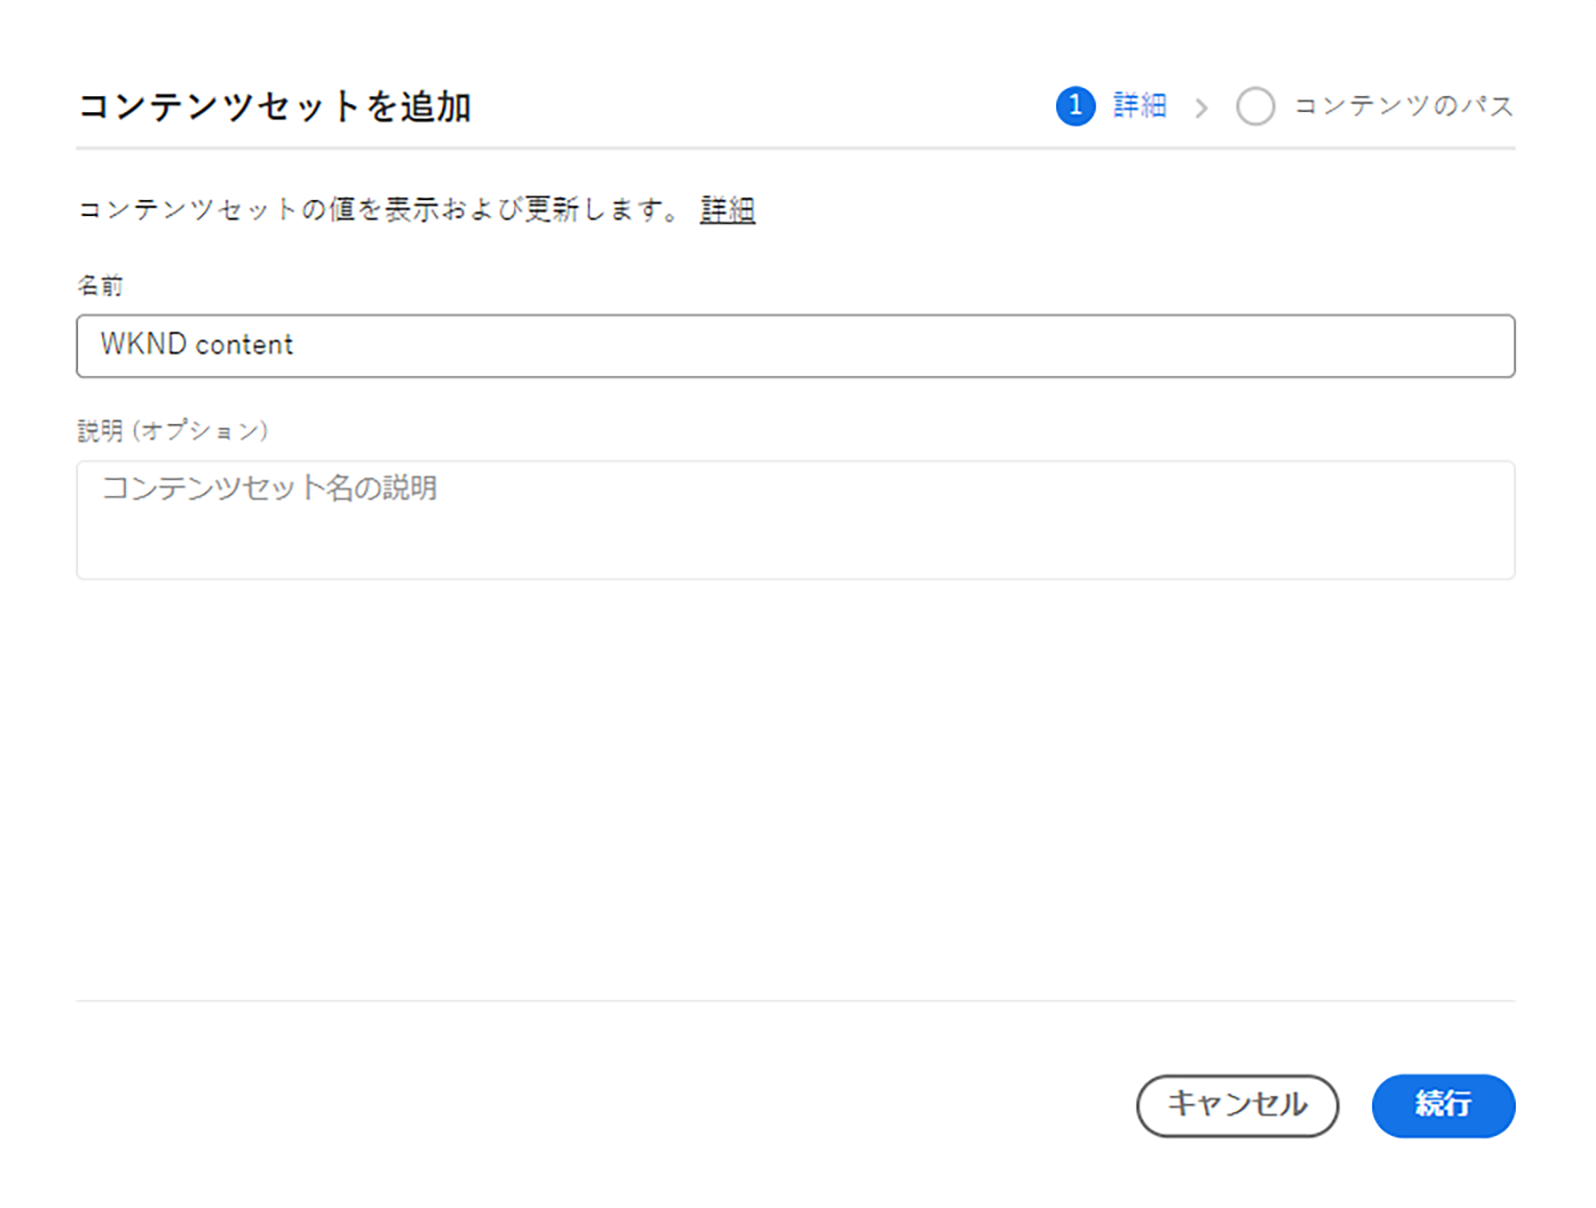 コンテンツセットを追加
1 詳細 > コンテンツのパス
コンテンツセットの値を表示および更新します。 詳細
名前
WKND content
説明 (オプション)
コンテンツセット名の説明
キャンセル 続行